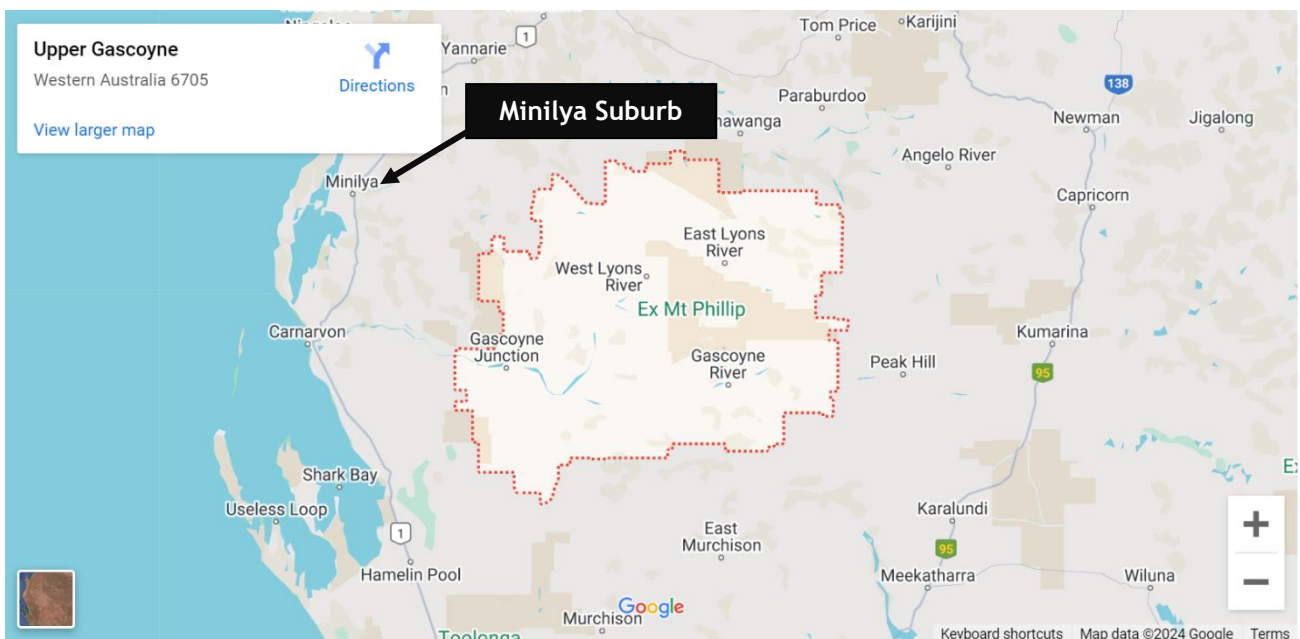 Upper Gascoyne
Western Australia 6705
Directions
View larger map
Yannarie
1
Tom Price
Karijini
138
Minilya Suburb
Paraburdoo
nawanga
Newman
Jigalong
Angelo River
Minilya
Capricorn
East Lyons
River
West Lyons
River
Ex Mt Phillip
Carnarvon
Gascoyne
Junction
Gascoyne
River
Peak Hill
Kumarina
95
Shark Bay
Useless Loop
1
East
Murchison
Karalundi
95
Hamelin Pool
Meekatharra
Wiluna
Google
Murchison
Toolonga
Keyboard shortcuts
Map data ©2024 Google
Terms